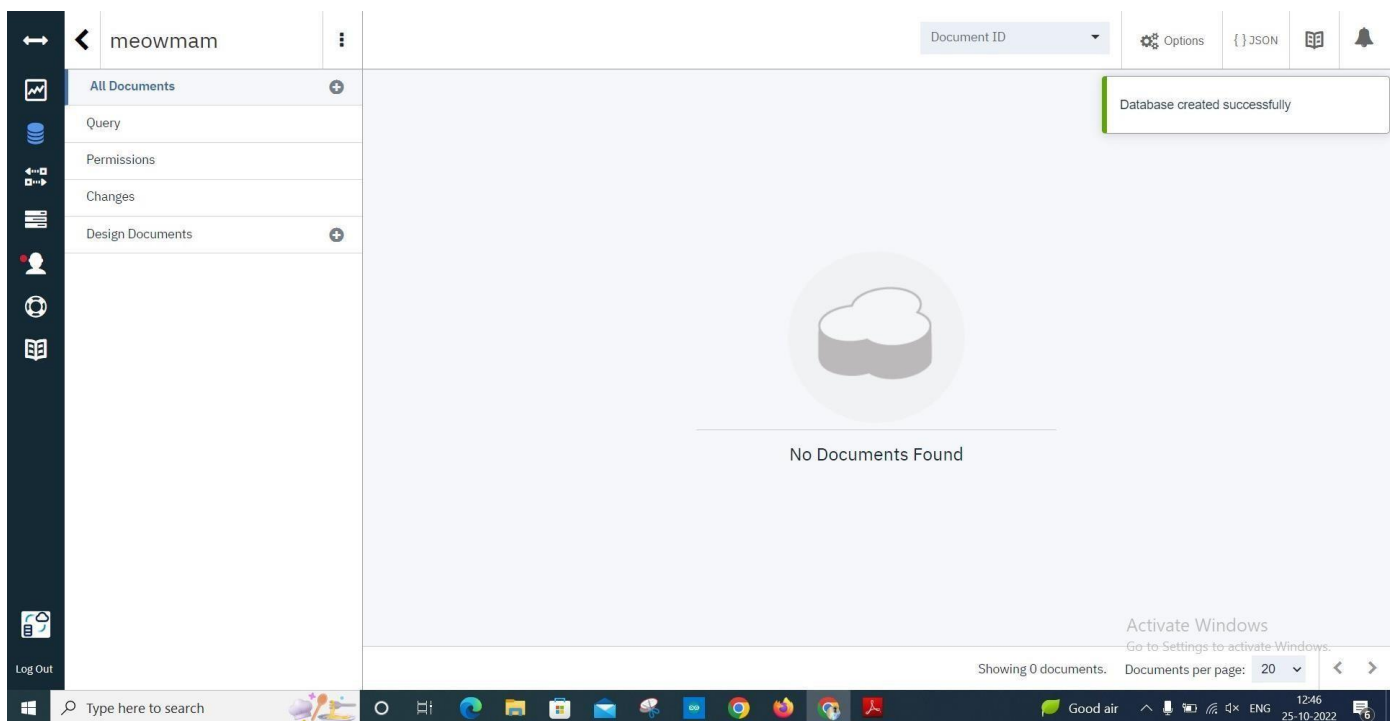 meowmam
Document ID
Options
{ } JSON
All Documents
Query
Permissions
Changes
Design Documents
Database created successfully
No Documents Found
Activate Windows
Go to Settings to activate Windows.
Showing 0 documents.
Documents per page: 20
Log Out
Type here to search
Good air
ENG
12:46
25-10-2022
6